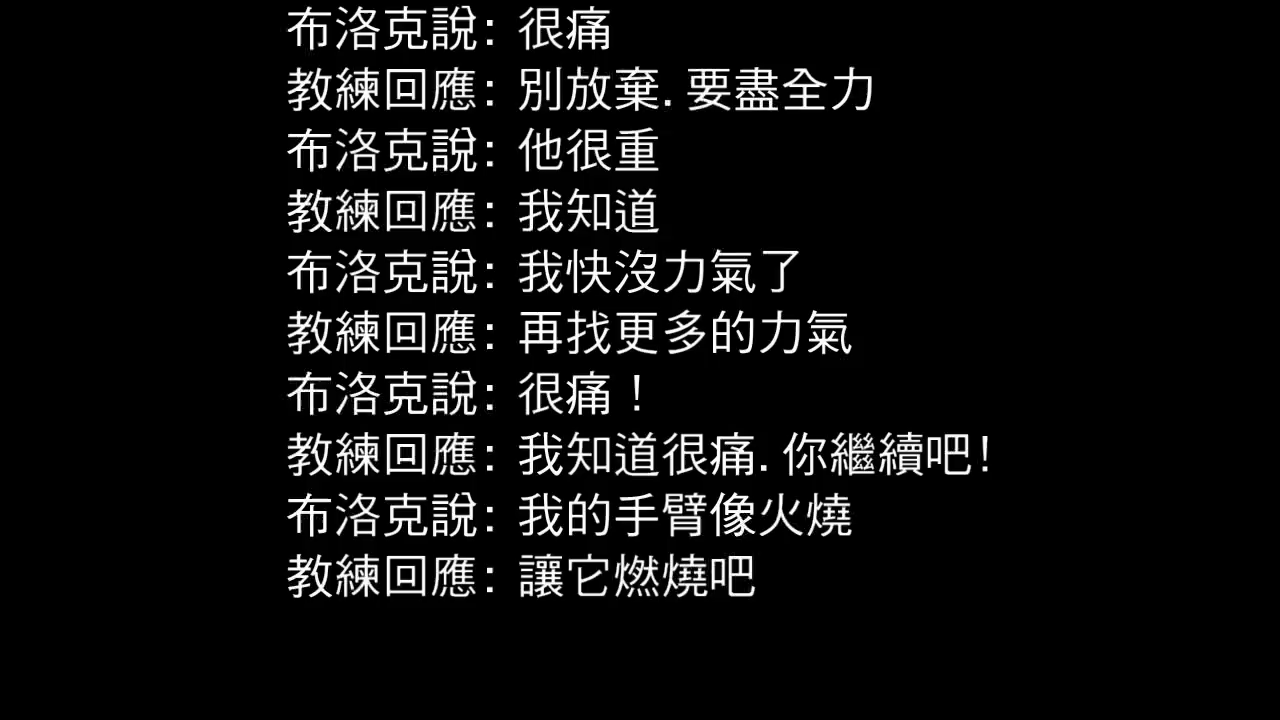 布洛克說: 很痛
教練回應: 別放棄. 要盡全力
布洛克說: 他很重
教練回應: 我知道
布洛克說: 我快沒力氣了
教練回應: 再找更多的力氣
布洛克說: 很痛！
教練回應: 我知道很痛. 你繼續吧!
布洛克說: 我的手臂像火燒
教練回應: 讓它燃燒吧